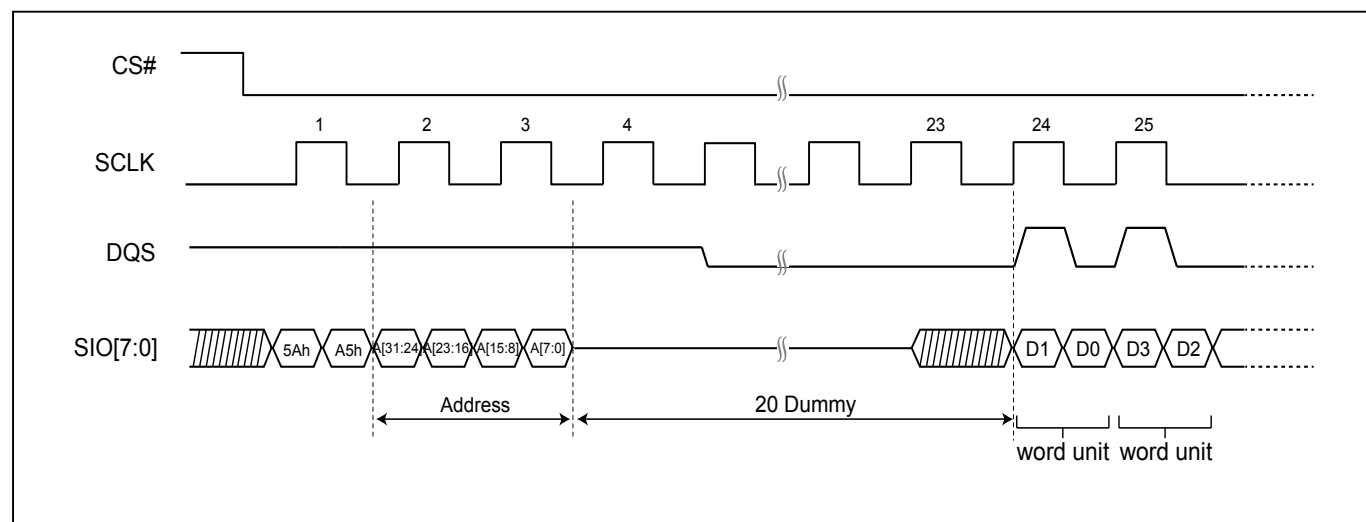 CS#
1 2 3 4 23 24 25
SCLK
DQS
SIO[7:0] 5Ah A5h A[31:24] A[23:16] A[15:8] A[7:0] D1 D0 D3 D2
Address 20 Dummy
word unit word unit